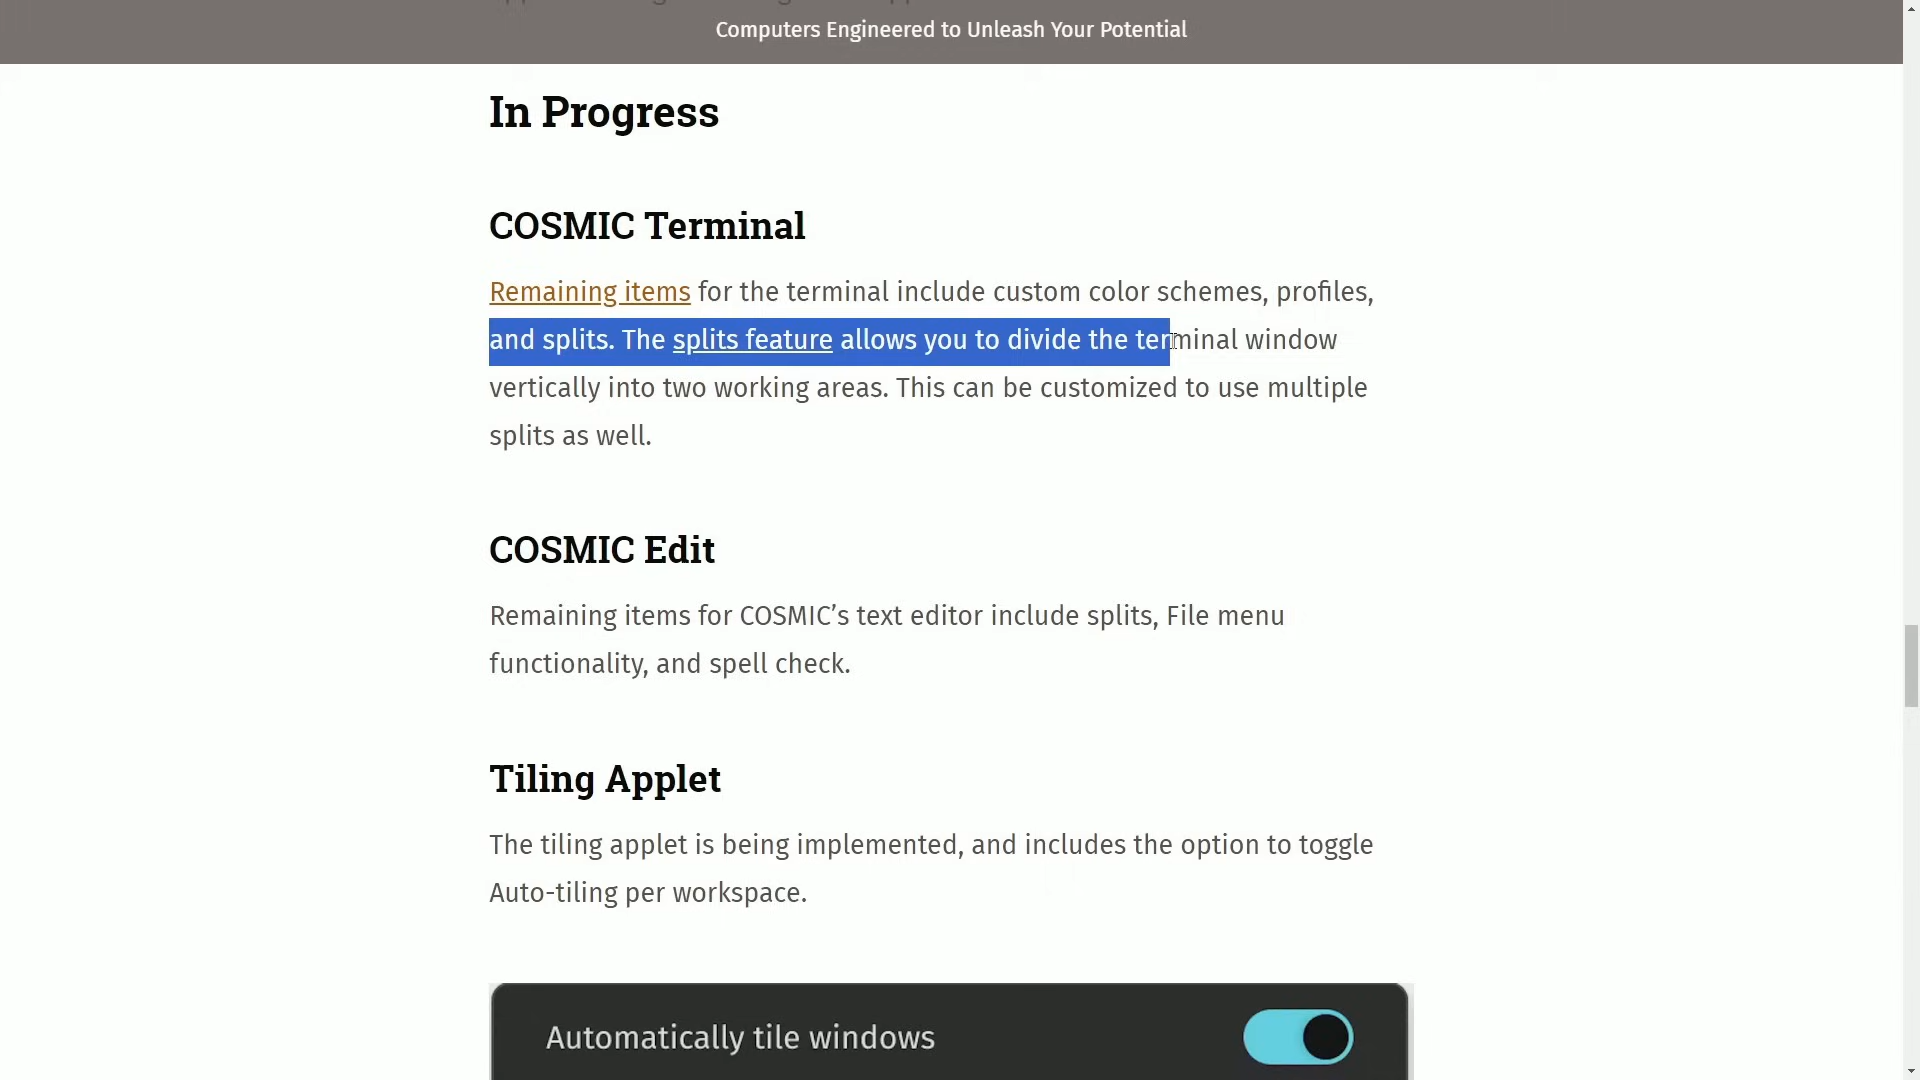 Computers Engineered to Unleash Your Potential
In Progress
COSMIC Terminal
Remaining items for the terminal include custom color schemes, profiles,
and splits. The splits feature allows you to divide the terminal window
vertically into two working areas. This can be customized to use multiple
splits as well.
COSMIC Edit
Remaining items for COSMIC’s text editor include splits, File menu
functionality, and spell check.
Tiling Applet
The tiling applet is being implemented, and includes the option to toggle
Auto-tiling per workspace.
Automatically tile windows